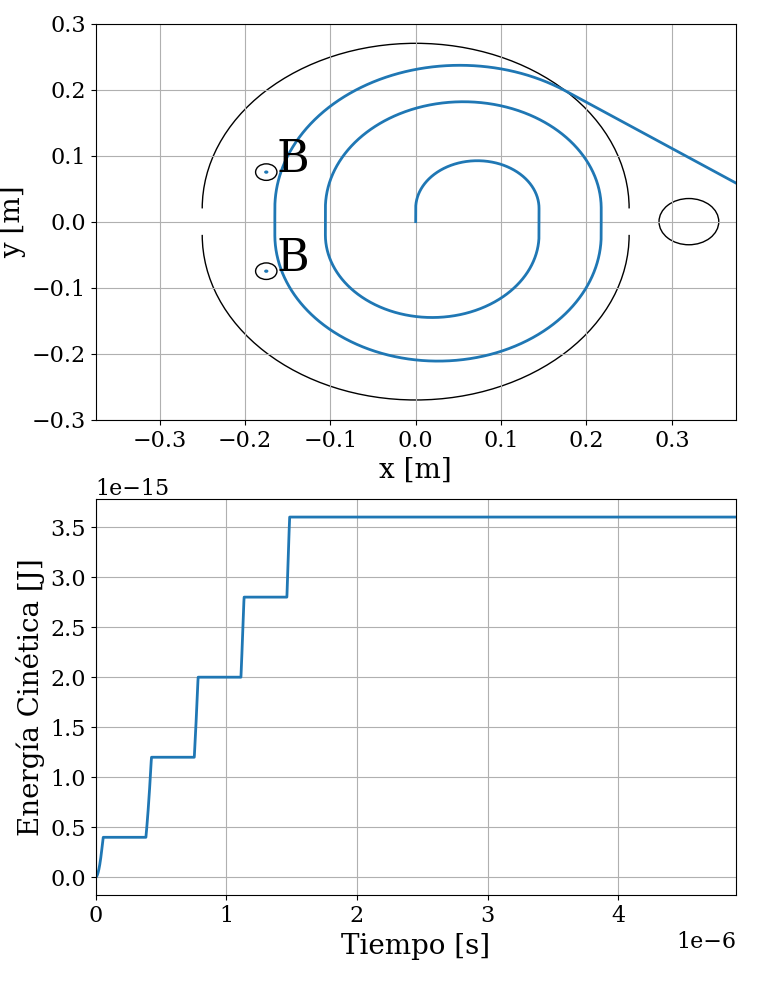 0.3
0.2
0.1
0.0
−0.1
−0.2
−0.3
y [m]
B
B
−0.3 −0.2 −0.1 0.0 0.1 0.2 0.3
x [m]
1e−15
3.5
3.0
2.5
2.0
1.5
1.0
0.5
0.0
Energía Cinética [J]
0 1 2 3 4
1e−6
Tiempo [s]